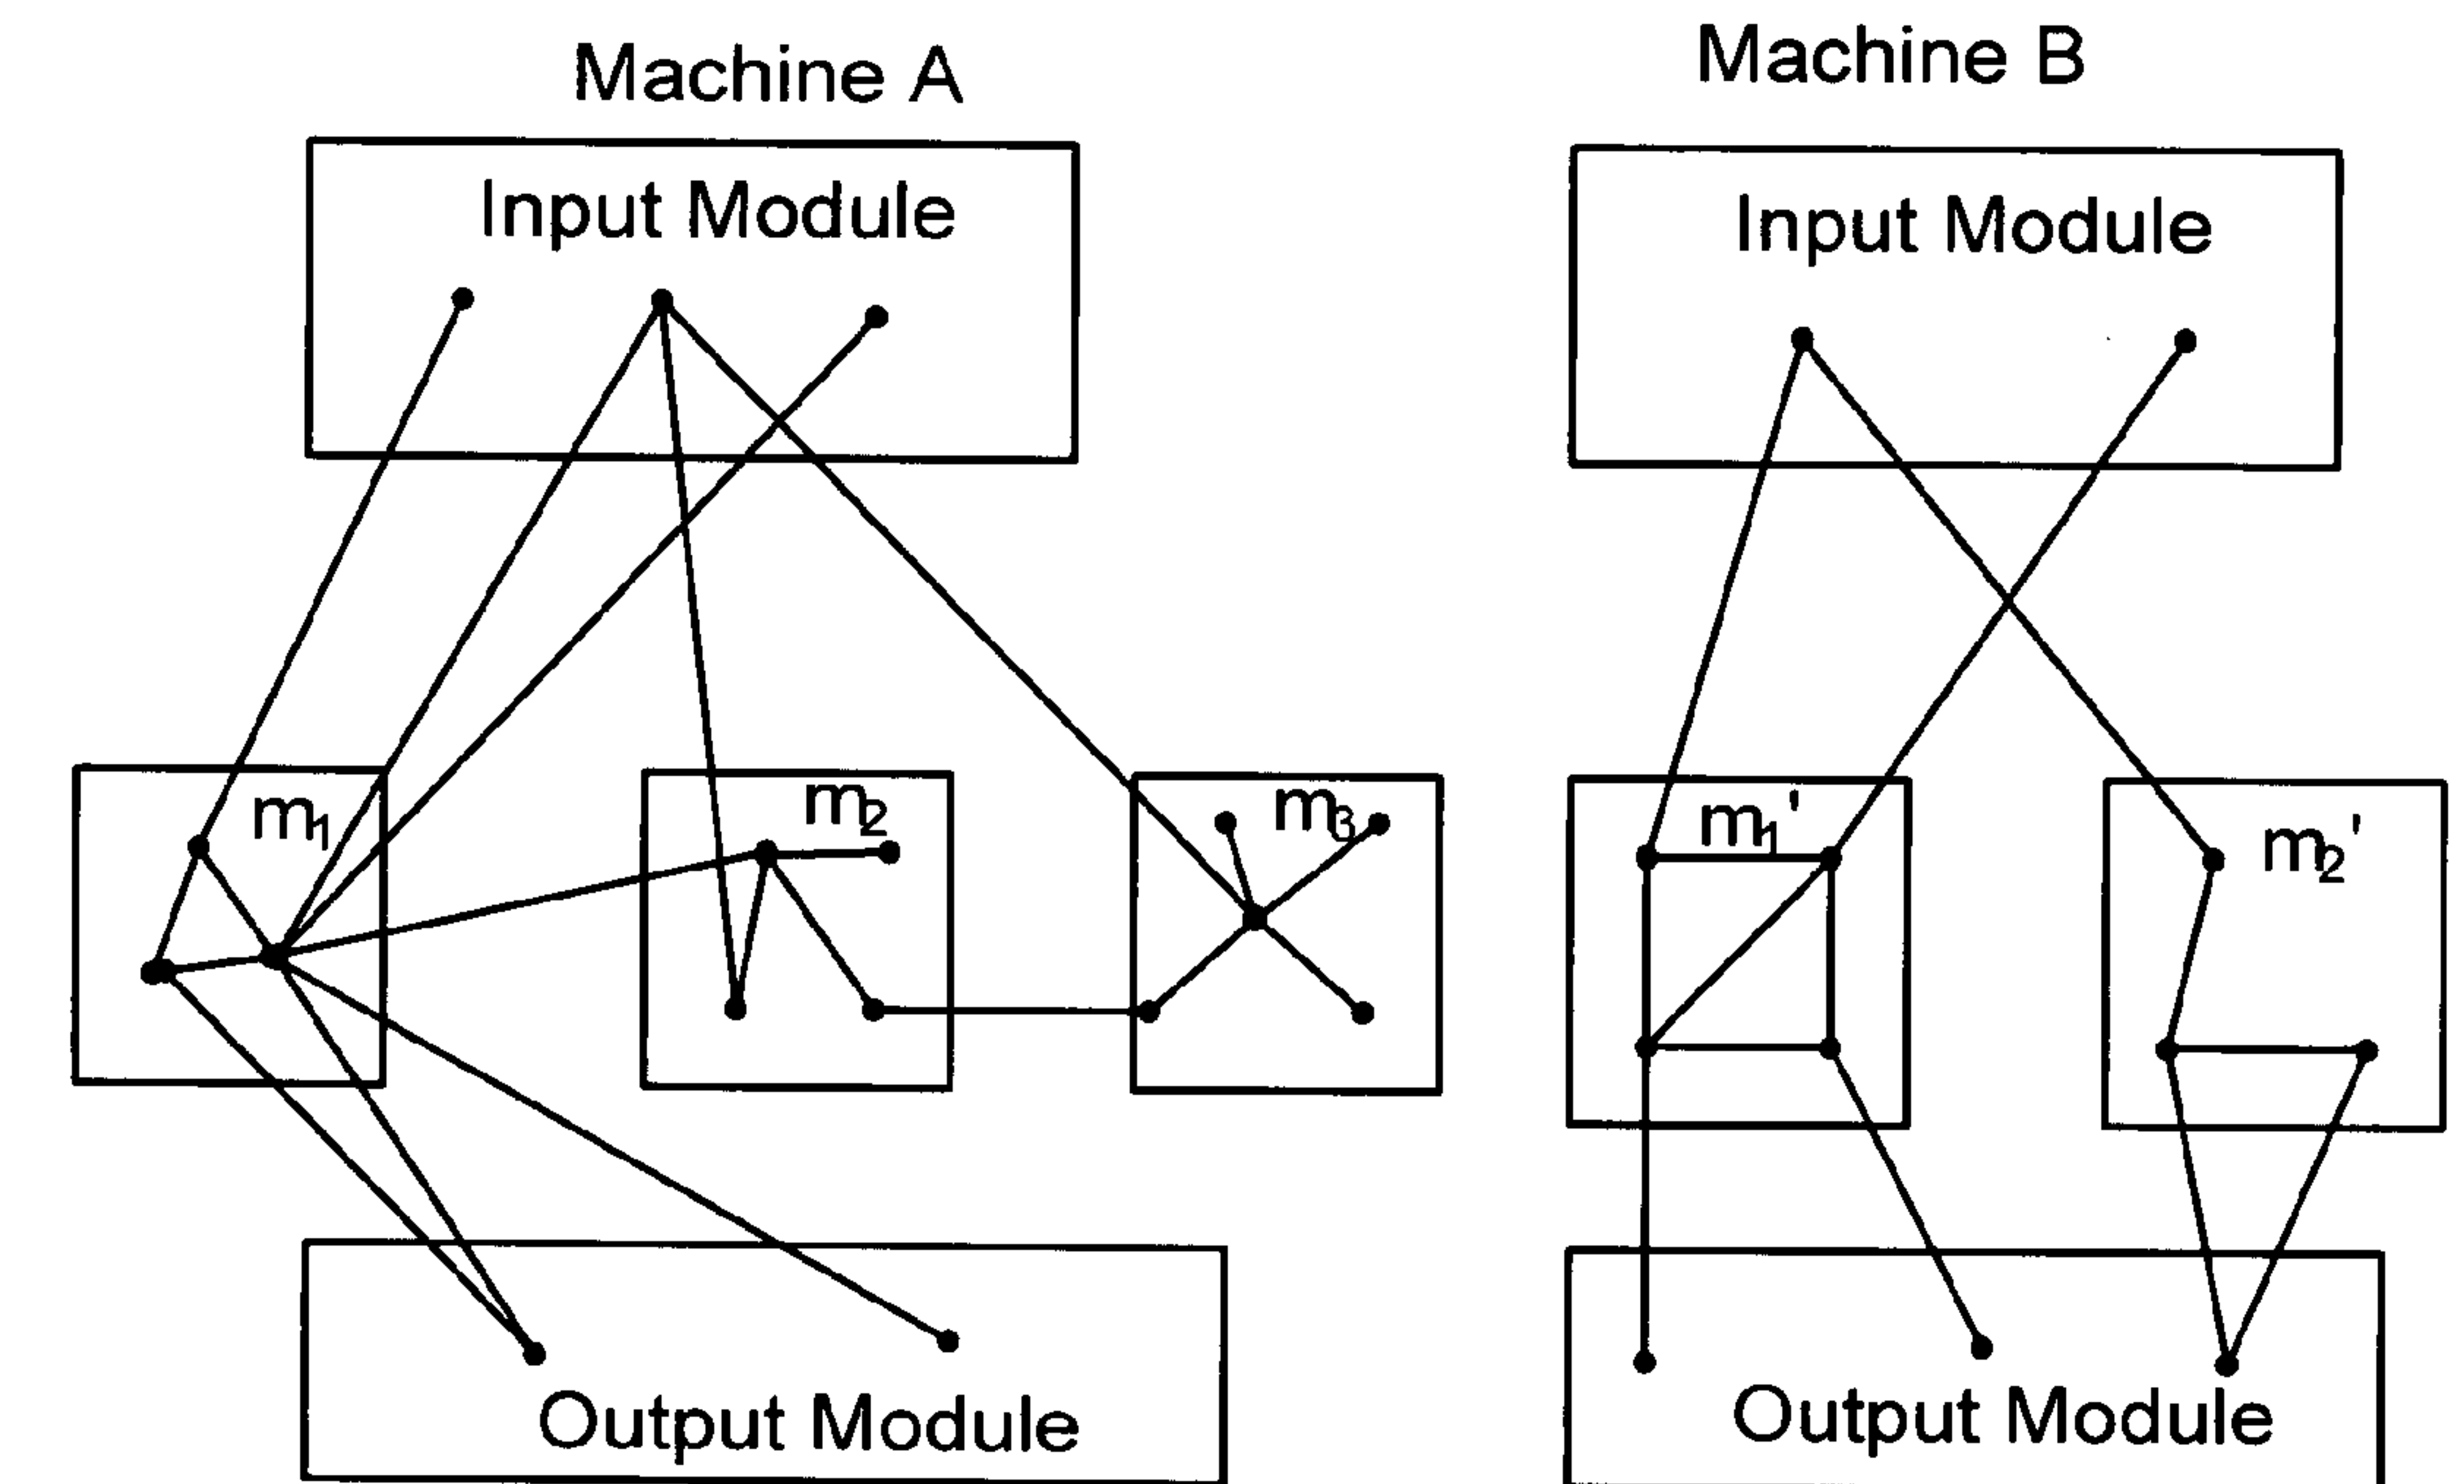 Machine A
Machine B
Input Module
Input Module
m₁
m₂
m₃
m₁'
m₂'
Output Module
Output Module